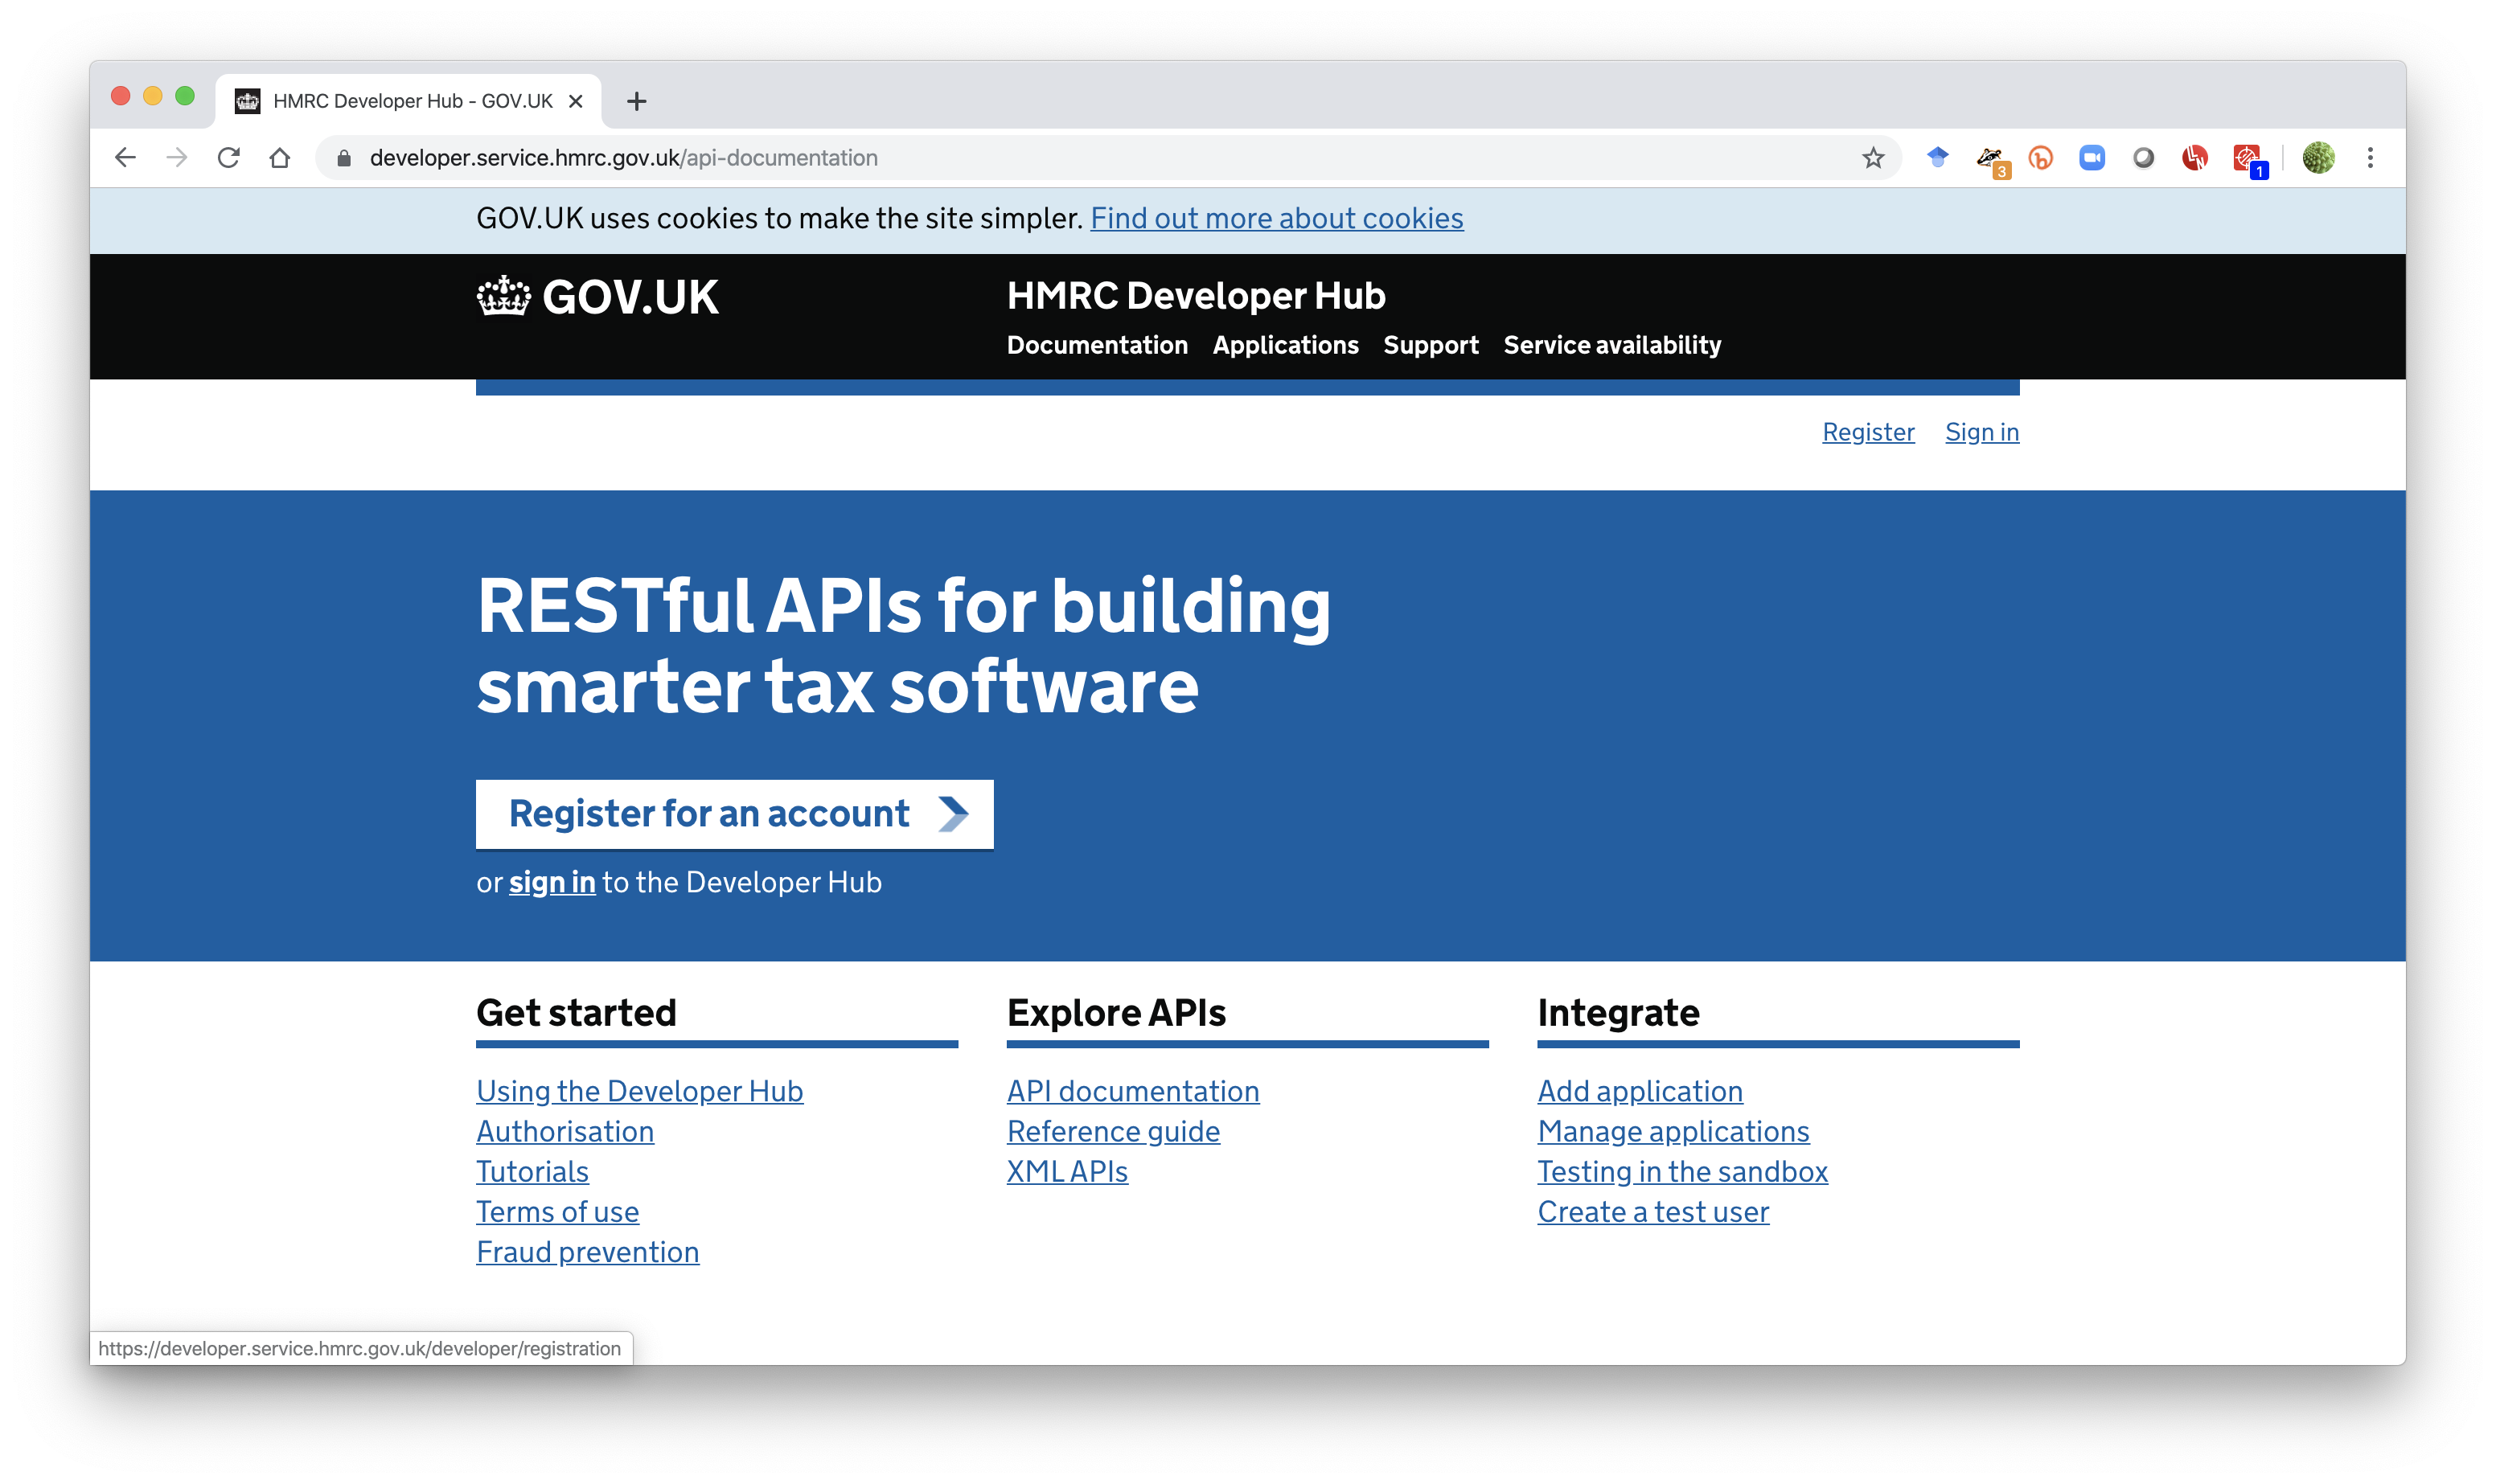 HMRC Developer Hub - GOV.UK
developer.service.hmrc.gov.uk/api-documentation
3
1
GOV.UK uses cookies to make the site simpler. Find out more about cookies
GOV.UK
HMRC Developer Hub
Documentation Applications Support Service availability
Register Sign in
RESTful APIs for building
smarter tax software
Register for an account
or sign in to the Developer Hub
Get started
Using the Developer Hub
Authorisation
Tutorials
Terms of use
Fraud prevention
Explore APIs
API documentation
Reference guide
XML APIs
Integrate
Add application
Manage applications
Testing in the sandbox
Create a test user
https://developer.service.hmrc.gov.uk/developer/registration